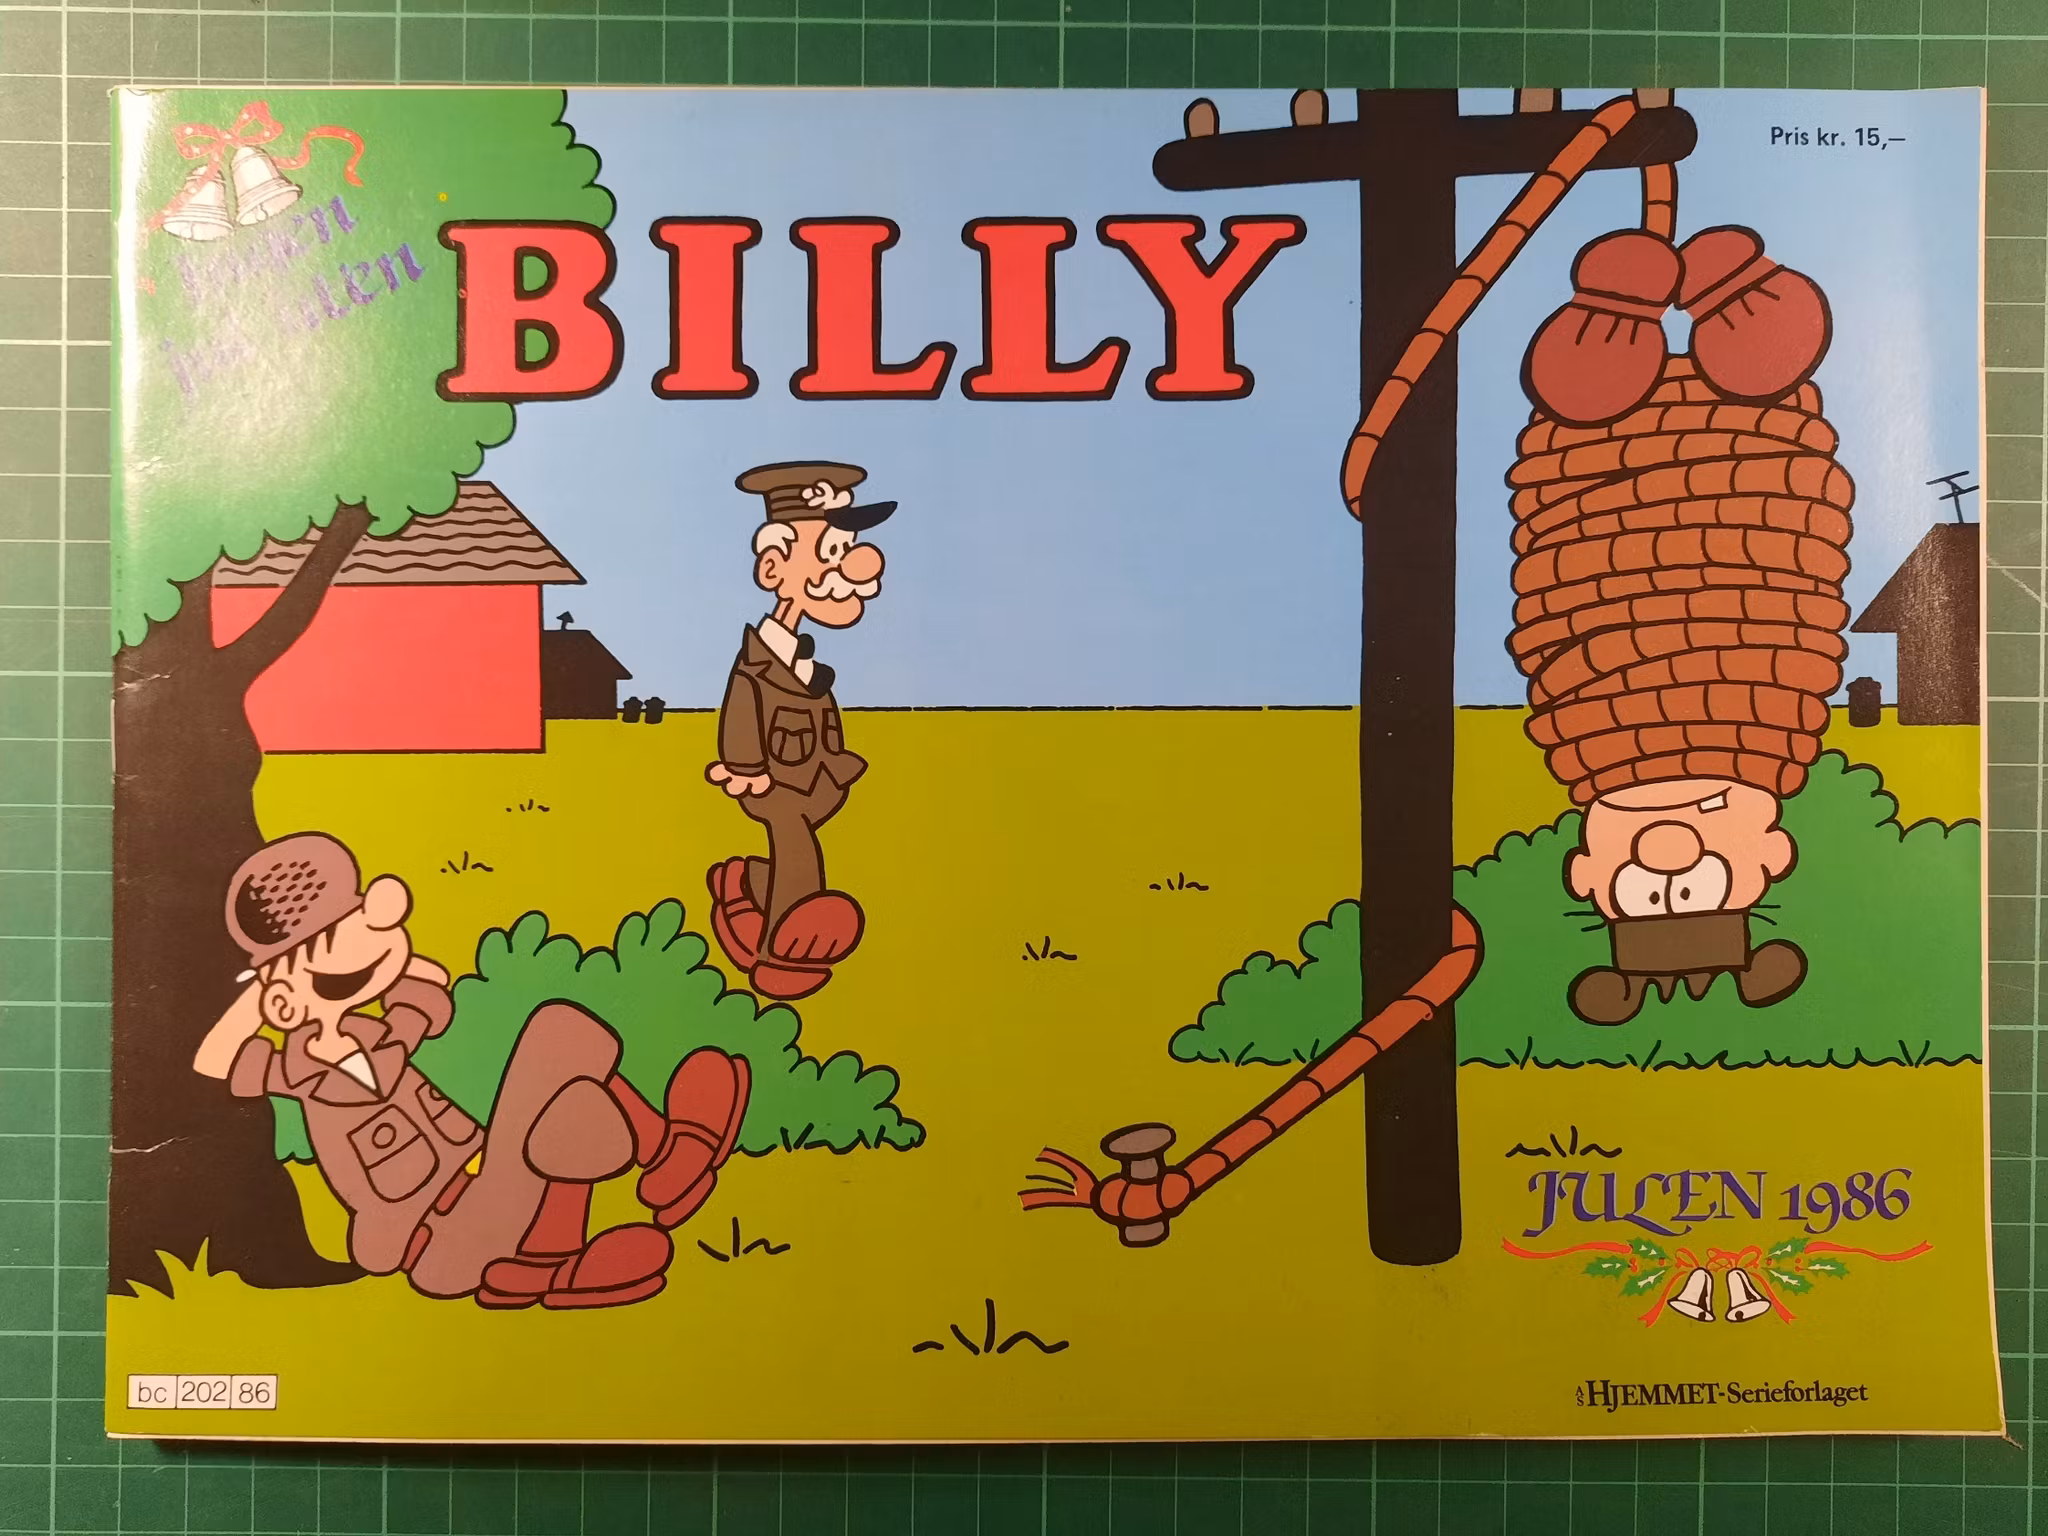 Pris kr. 15,—
BILLY
JULEN 1986
bc 202 86
A/S HJEMMET-Serieforlaget